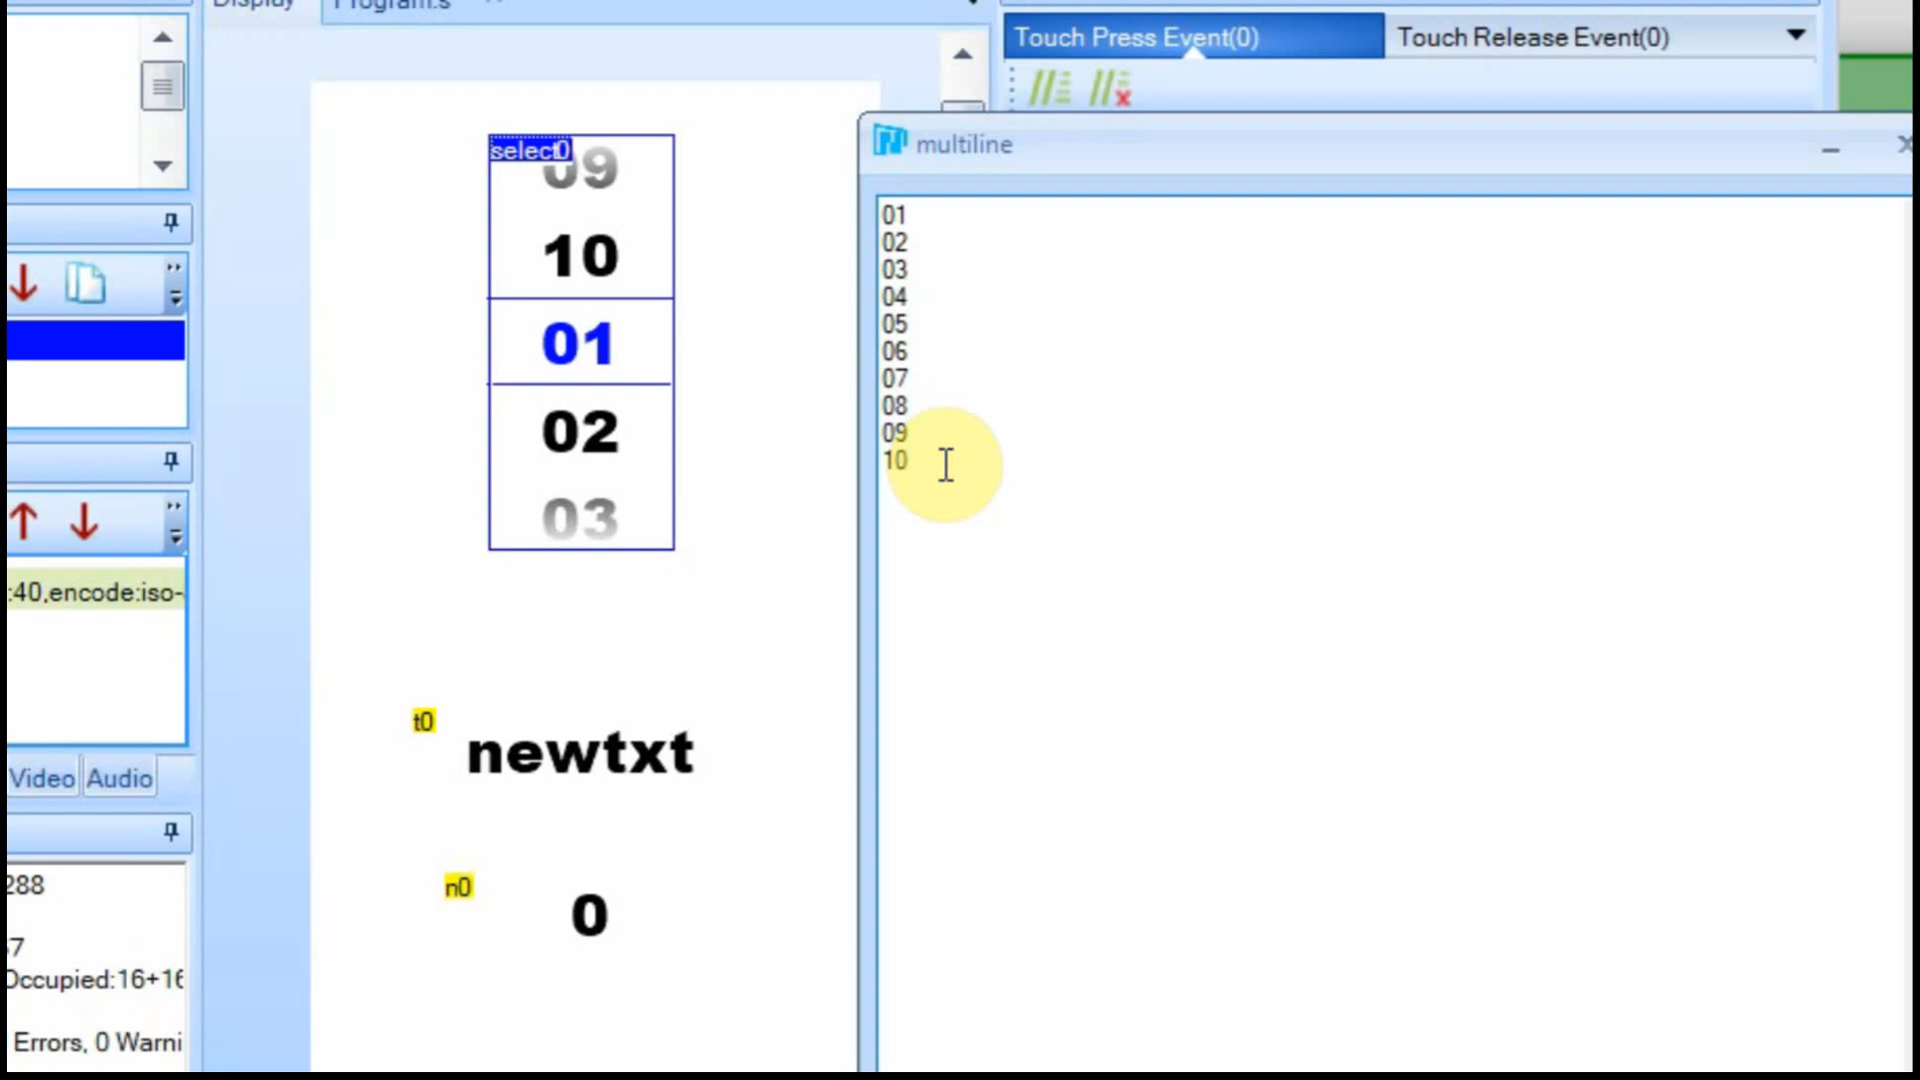 Display
Program.s
Touch Press Event(0)
Touch Release Event(0)
multiline
select0
09
10
01
02
03
01
02
03
04
05
06
07
08
09
10
:40,encode:iso-
t0
newtxt
Video
Audio
n0
0
288
Occupied:16+16
Errors, 0 Warni